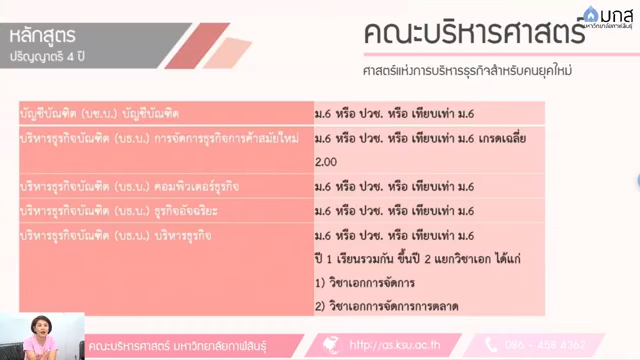 หลักสูตร
ปริญญาตรี 4 ปี
คณะบริหารศาสตร์
มกส
มหาวิทยาลัยกาฬสินธุ์
ศาสตร์แห่งการบริหารธุรกิจสำหรับคนยุคใหม่
บัญชีบัณฑิต (บช.บ.) บัญชีบัณฑิต ม.6 หรือ ปวช. หรือ เทียบเท่า ม.6
บริหารธุรกิจบัณฑิต (บธ.บ.) การจัดการธุรกิจการค้าสมัยใหม่ ม.6 หรือ ปวช. หรือ เทียบเท่า ม.6 เกรดเฉลี่ย
2.00
บริหารธุรกิจบัณฑิต (บธ.บ.) คอมพิวเตอร์ธุรกิจ ม.6 หรือ ปวช. หรือ เทียบเท่า ม.6
บริหารธุรกิจบัณฑิต (บธ.บ.) ธุรกิจอัจฉริยะ ม.6 หรือ ปวช. หรือ เทียบเท่า ม.6
บริหารธุรกิจบัณฑิต (บธ.บ.) บริหารธุรกิจ ม.6 หรือ ปวช. หรือ เทียบเท่า ม.6
ปี 1 เรียนรวมกัน ขึ้นปี 2 แยกวิชาเอก ได้แก่
1) วิชาเอกการจัดการ
2) วิชาเอกการจัดการการตลาด
คณะบริหารศาสตร์ มหาวิทยาลัยกาฬสินธุ์ http://as.ksu.ac.th 086 - 458 4362